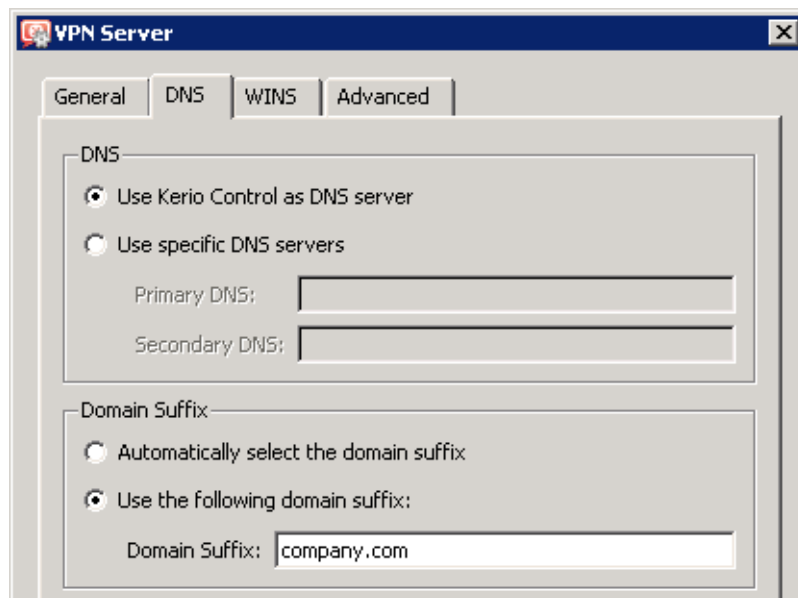 VPN Server
General DNS WINS Advanced
DNS
Use Kerio Control as DNS server
Use specific DNS servers
Primary DNS:
Secondary DNS:
Domain Suffix
Automatically select the domain suffix
Use the following domain suffix:
Domain Suffix: company.com